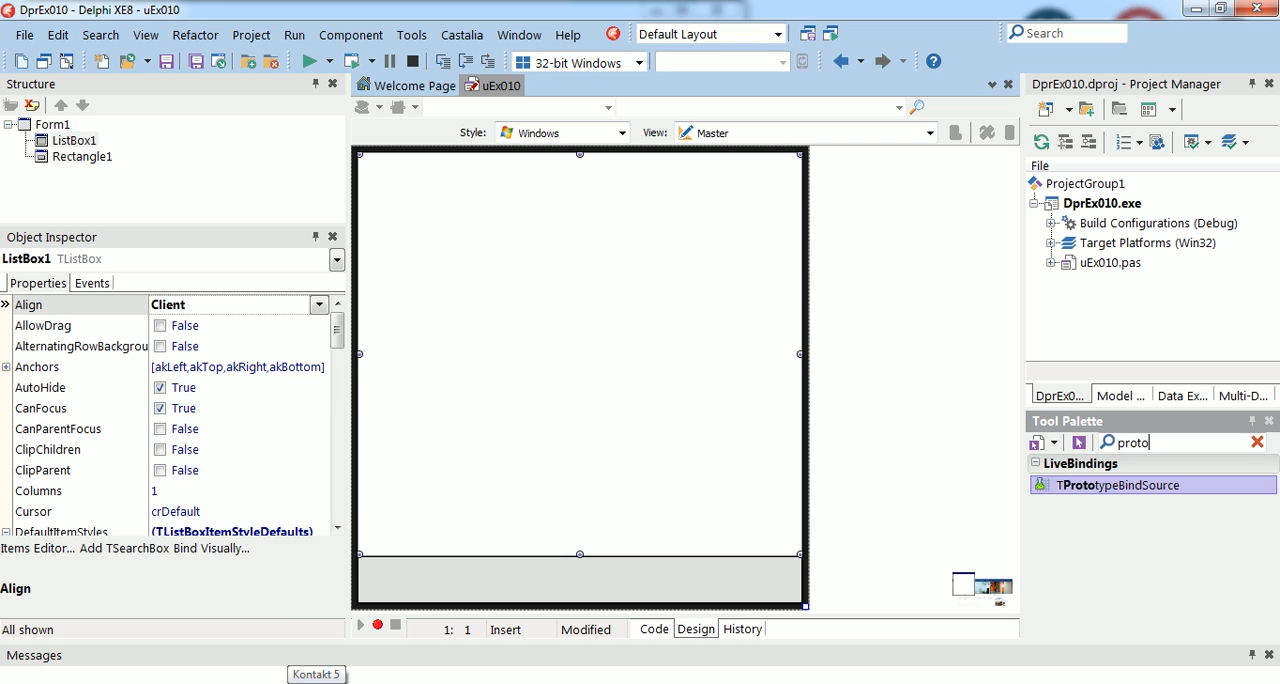 DprEx010 - Delphi XE8 - uEx010
File Edit Search View Refactor Project Run Component Tools Castalia Window Help
Default Layout
Search
32-bit Windows
Structure
Form1
ListBox1
Rectangle1
Object Inspector
ListBox1 TListBox
Properties Events
Align Client
AllowDrag False
AlternatingRowBackgrou False
Anchors [akLeft,akTop,akRight,akBottom]
AutoHide True
CanFocus True
CanParentFocus False
ClipChildren False
ClipParent False
Columns 1
Cursor crDefault
DefaultItemStyles (TListBoxItemStyleDefaults)
Items Editor... Add TSearchBox Bind Visually...
Align
All shown
Welcome Page uEx010
Style: Windows View: Master
1: 1 Insert Modified Code Design History
DprEx010.dproj - Project Manager
File
ProjectGroup1
DprEx010.exe
Build Configurations (Debug)
Target Platforms (Win32)
uEx010.pas
DprEx0... Model ... Data Ex... Multi-D...
Tool Palette
proto
LiveBindings
TPrototypeBindSource
Messages
Kontakt 5